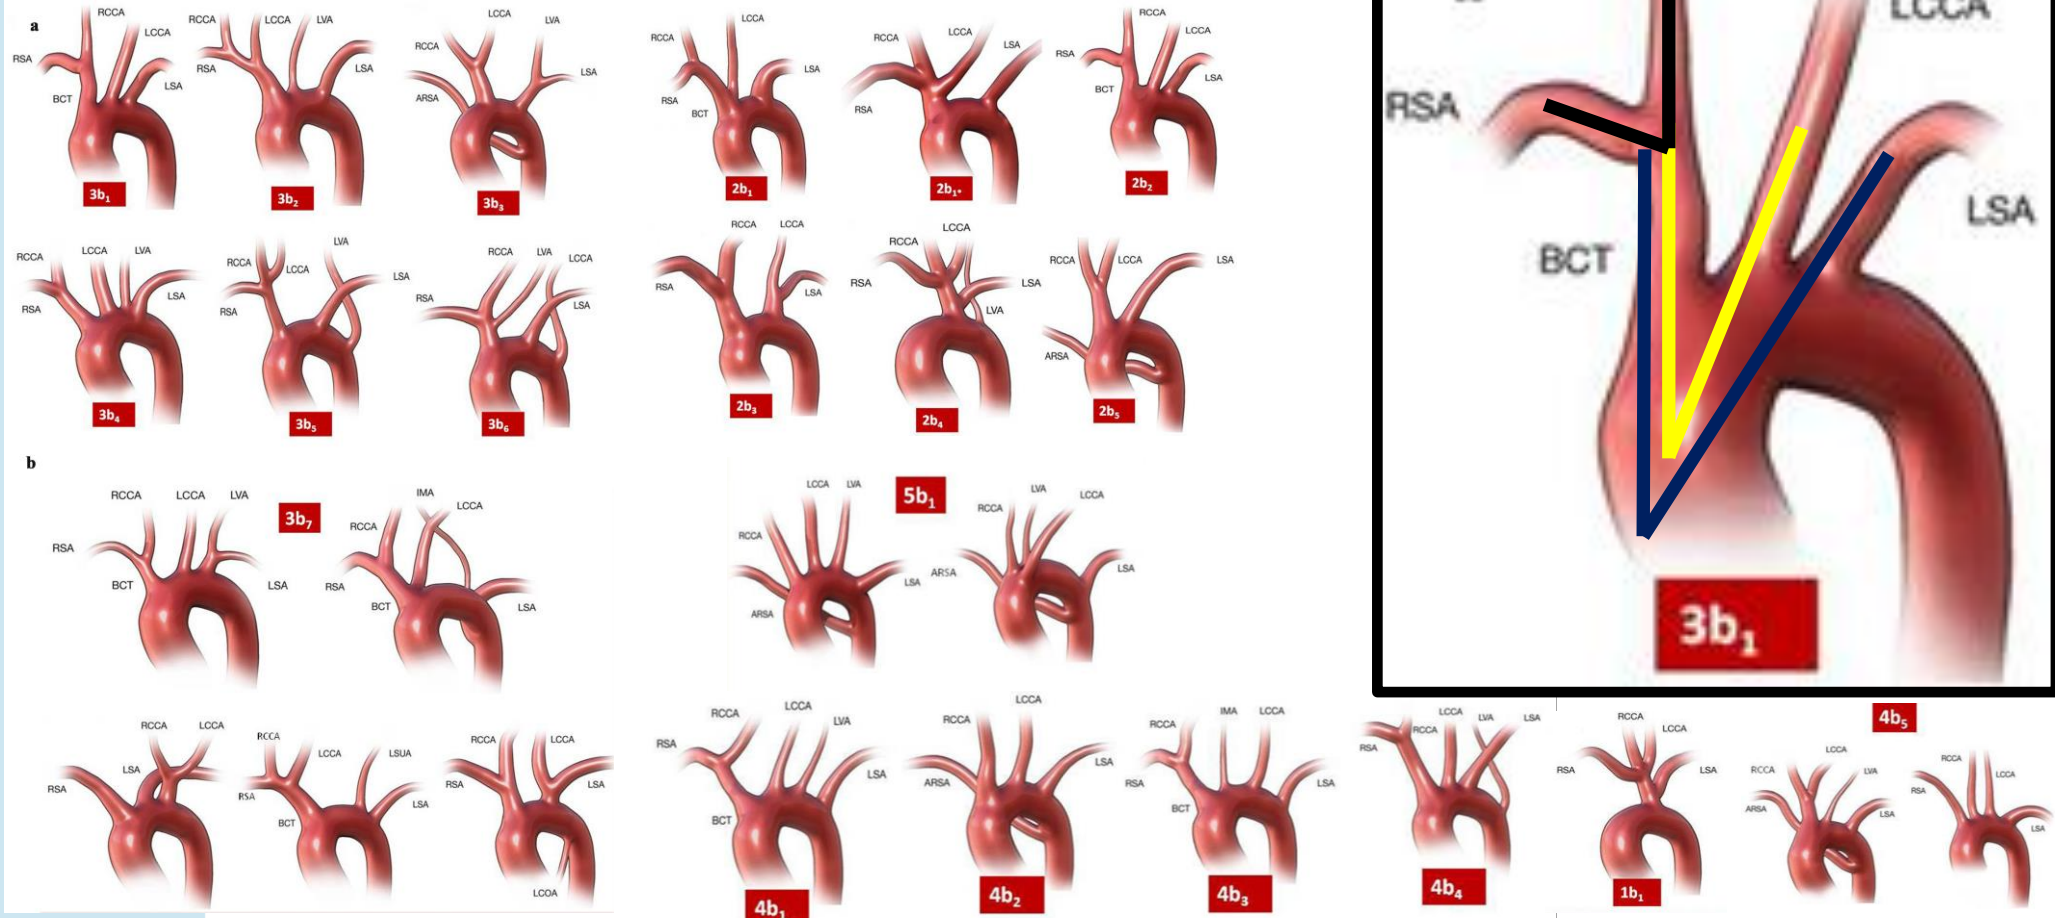 a
RCCA
LCCA
RSA
LSA
BCT
3b₁
RCCA
LCCA
LVA
RSA
LSA
3b₂
LCCA
LVA
RCCA
LSA
ARSA
3b₃
LCCA
RCCA
LSA
RSA
BCT
2b₁
RCCA
LCCA
LSA
RSA
2b₁*
RCCA
LCCA
RSA
LSA
BCT
2b₂
RCCA
LCCA
LVA
RSA
LSA
3b₄
LVA
RCCA
LCCA
LSA
RSA
3b₅
RCCA
LVA
LCCA
RSA
LSA
3b₆
RCCA
LCCA
RSA
LSA
2b₃
LCCA
RCCA
RSA
LSA
LVA
2b₄
RCCA
LCCA
LSA
ARSA
2b₅
LCCA
RSA
LSA
BCT
3b₁
b
RCCA
LCCA
LVA
3b₇
RSA
BCT
LSA
IMA
LCCA
RCCA
RSA
BCT
LSA
LCCA
LVA
5b₁
RCCA
LSA
ARSA
LVA
LCCA
RCCA
ARSA
LSA
RCCA
LCCA
LSA
RSA
RCCA
LCCA
LSUA
RSA
LSA
BCT
RCCA
LCCA
RSA
LSA
LCOA
RCCA
LCCA
LVA
RSA
LSA
BCT
4b₁
LCCA
RCCA
LSA
ARSA
4b₂
IMA
LCCA
RCCA
RSA
LSA
BCT
4b₃
LCCA
LVA
LSA
RCCA
RSA
4b₄
RCCA
LCCA
RSA
LSA
1b₁
4b₅
LCCA
RCCA
LVA
ARSA
LSA
RCCA
LCCA
RSA
LSA